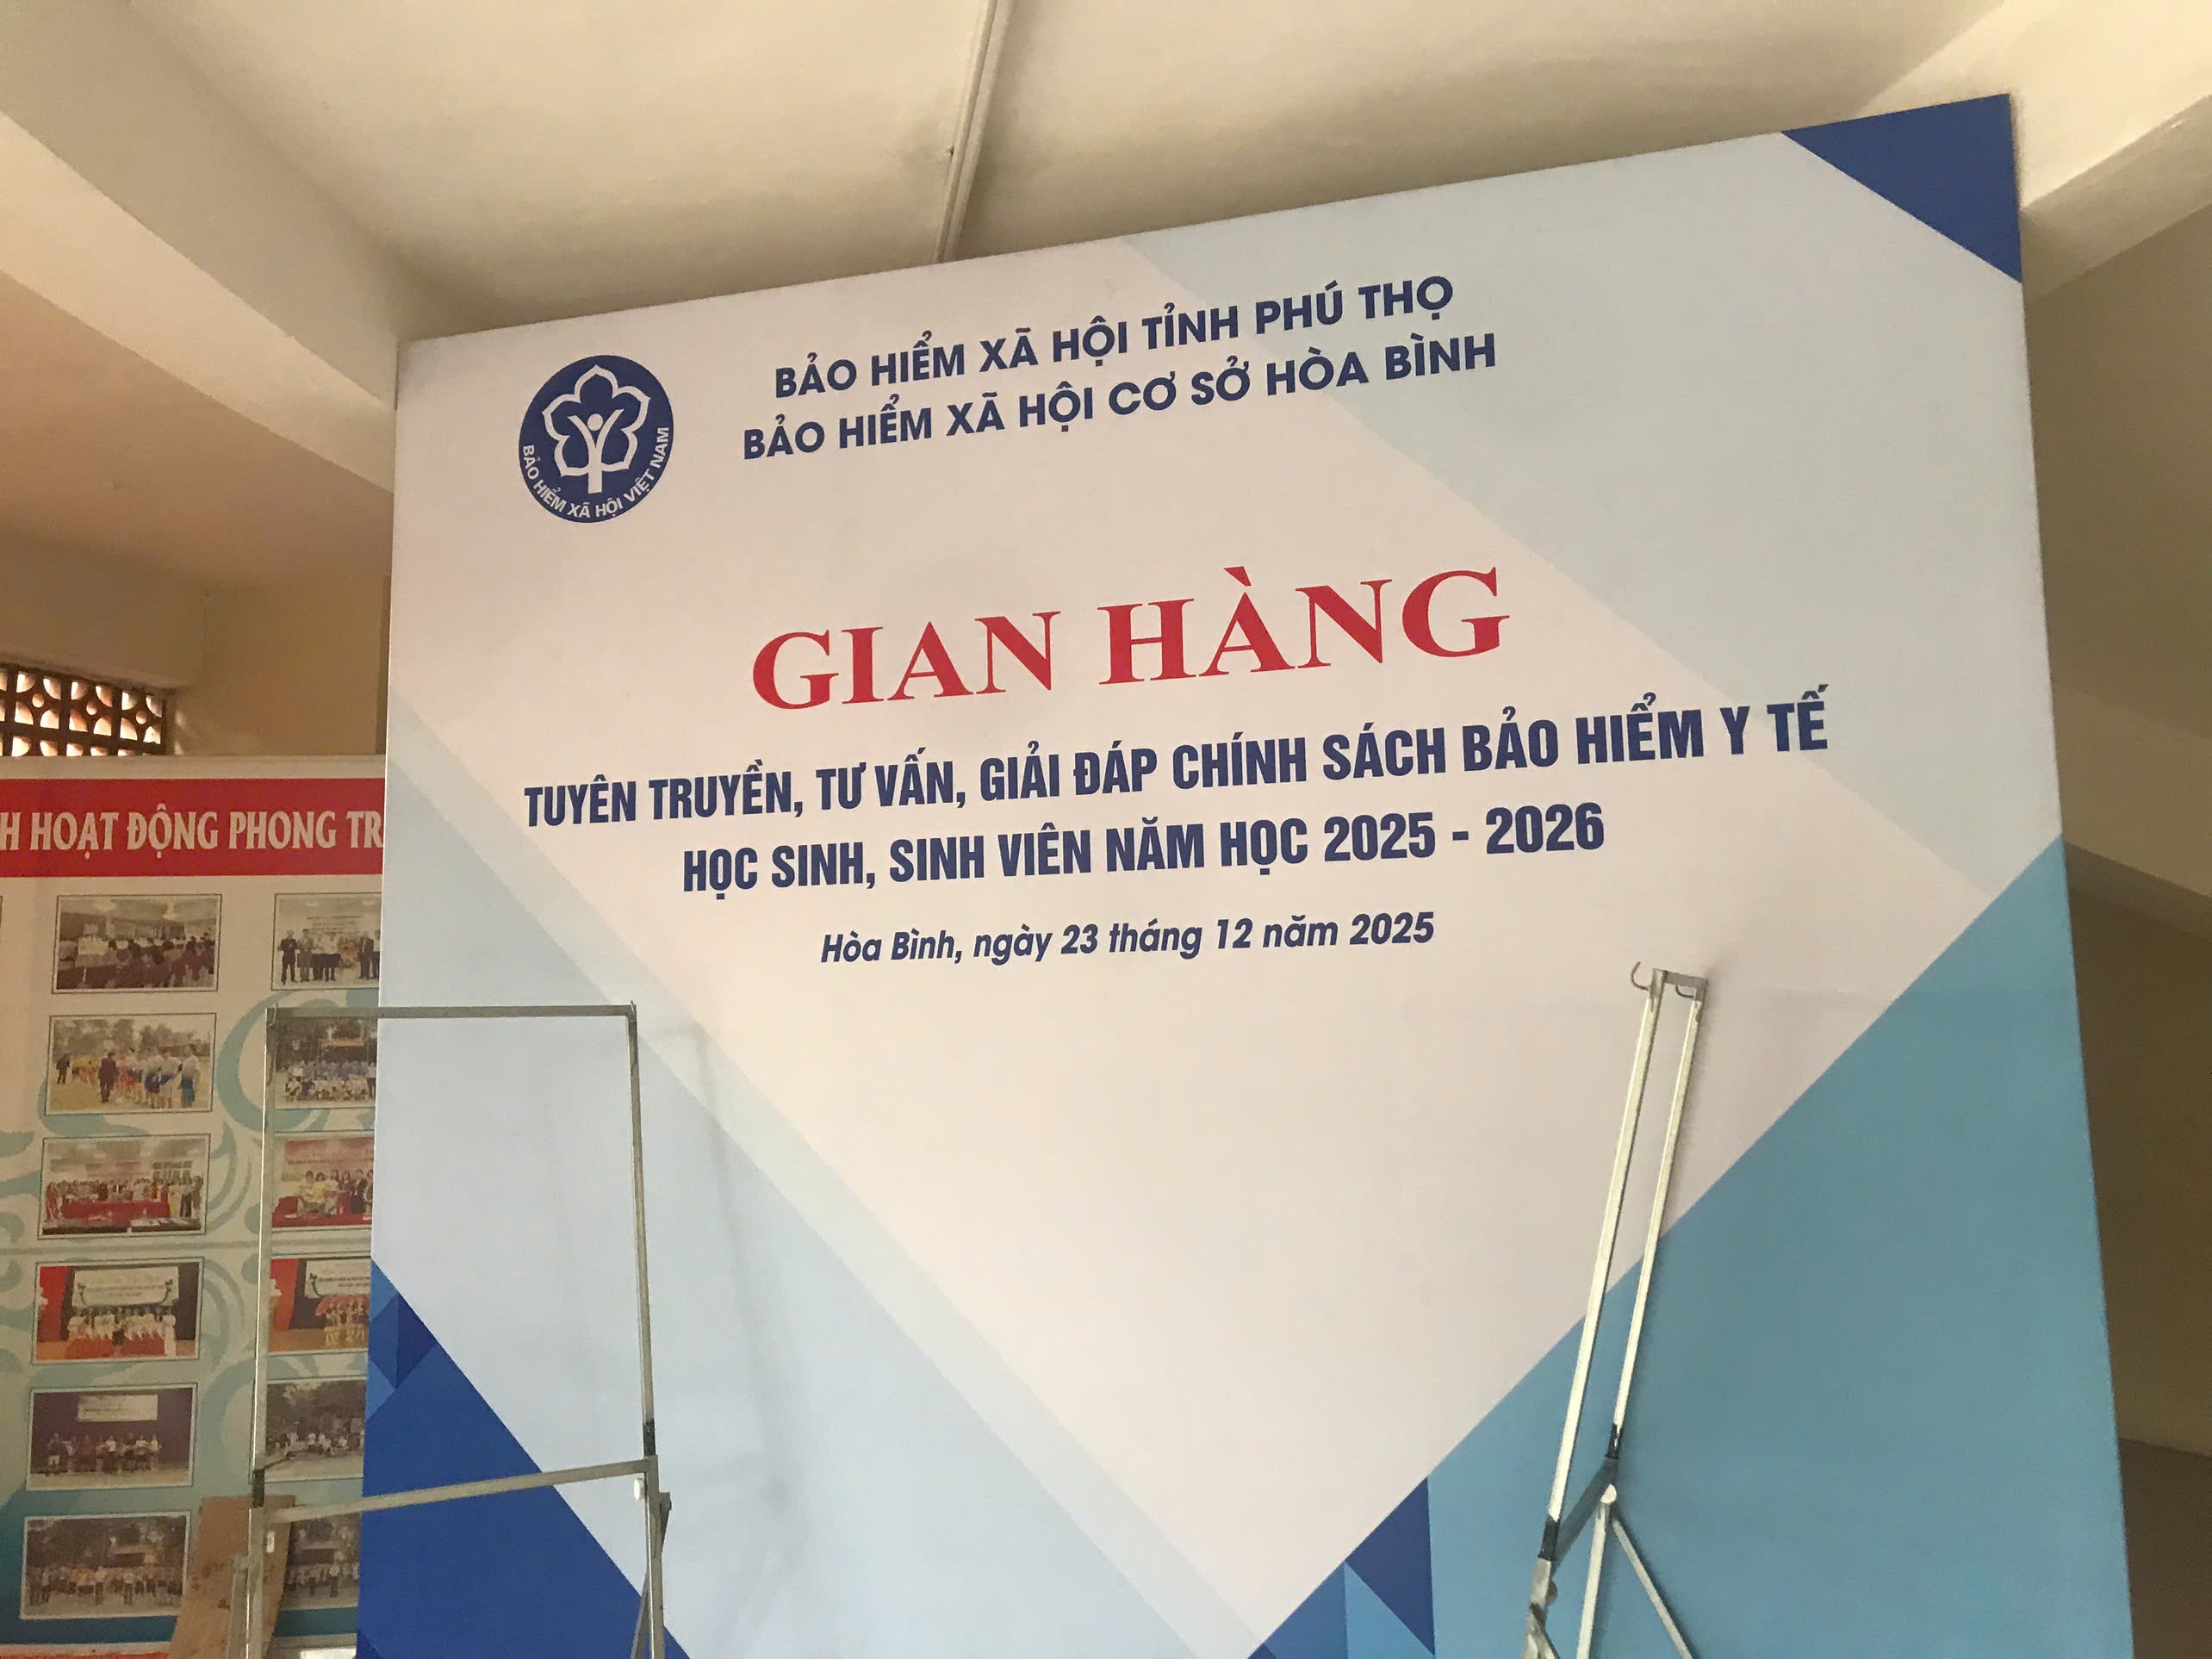 BẢO HIỂM XÃ HỘI TỈNH PHÚ THỌ
BẢO HIỂM XÃ HỘI CƠ SỞ HÒA BÌNH
BẢO HIỂM XÃ HỘI VIỆT NAM
GIAN HÀNG
TUYÊN TRUYỀN, TƯ VẤN, GIẢI ĐÁP CHÍNH SÁCH BẢO HIỂM Y TẾ
HỌC SINH, SINH VIÊN NĂM HỌC 2025 - 2026
Hòa Bình, ngày 23 tháng 12 năm 2025
H HOẠT ĐỘNG PHONG TR